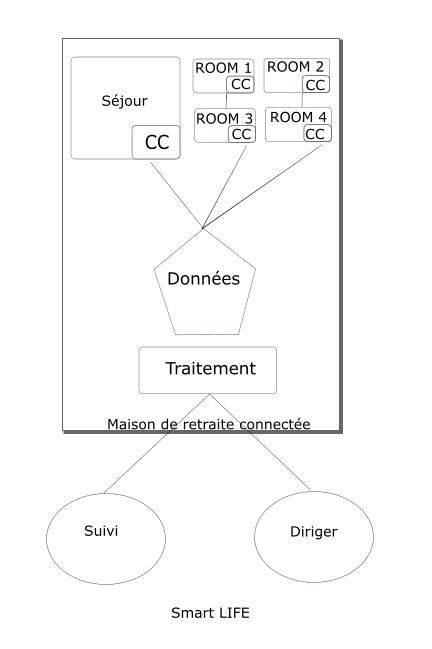 Séjour
CC
ROOM 1
CC
ROOM 2
CC
ROOM 3
CC
ROOM 4
CC
Données
Traitement
Maison de retraite connectée
Suivi
Diriger
Smart LIFE